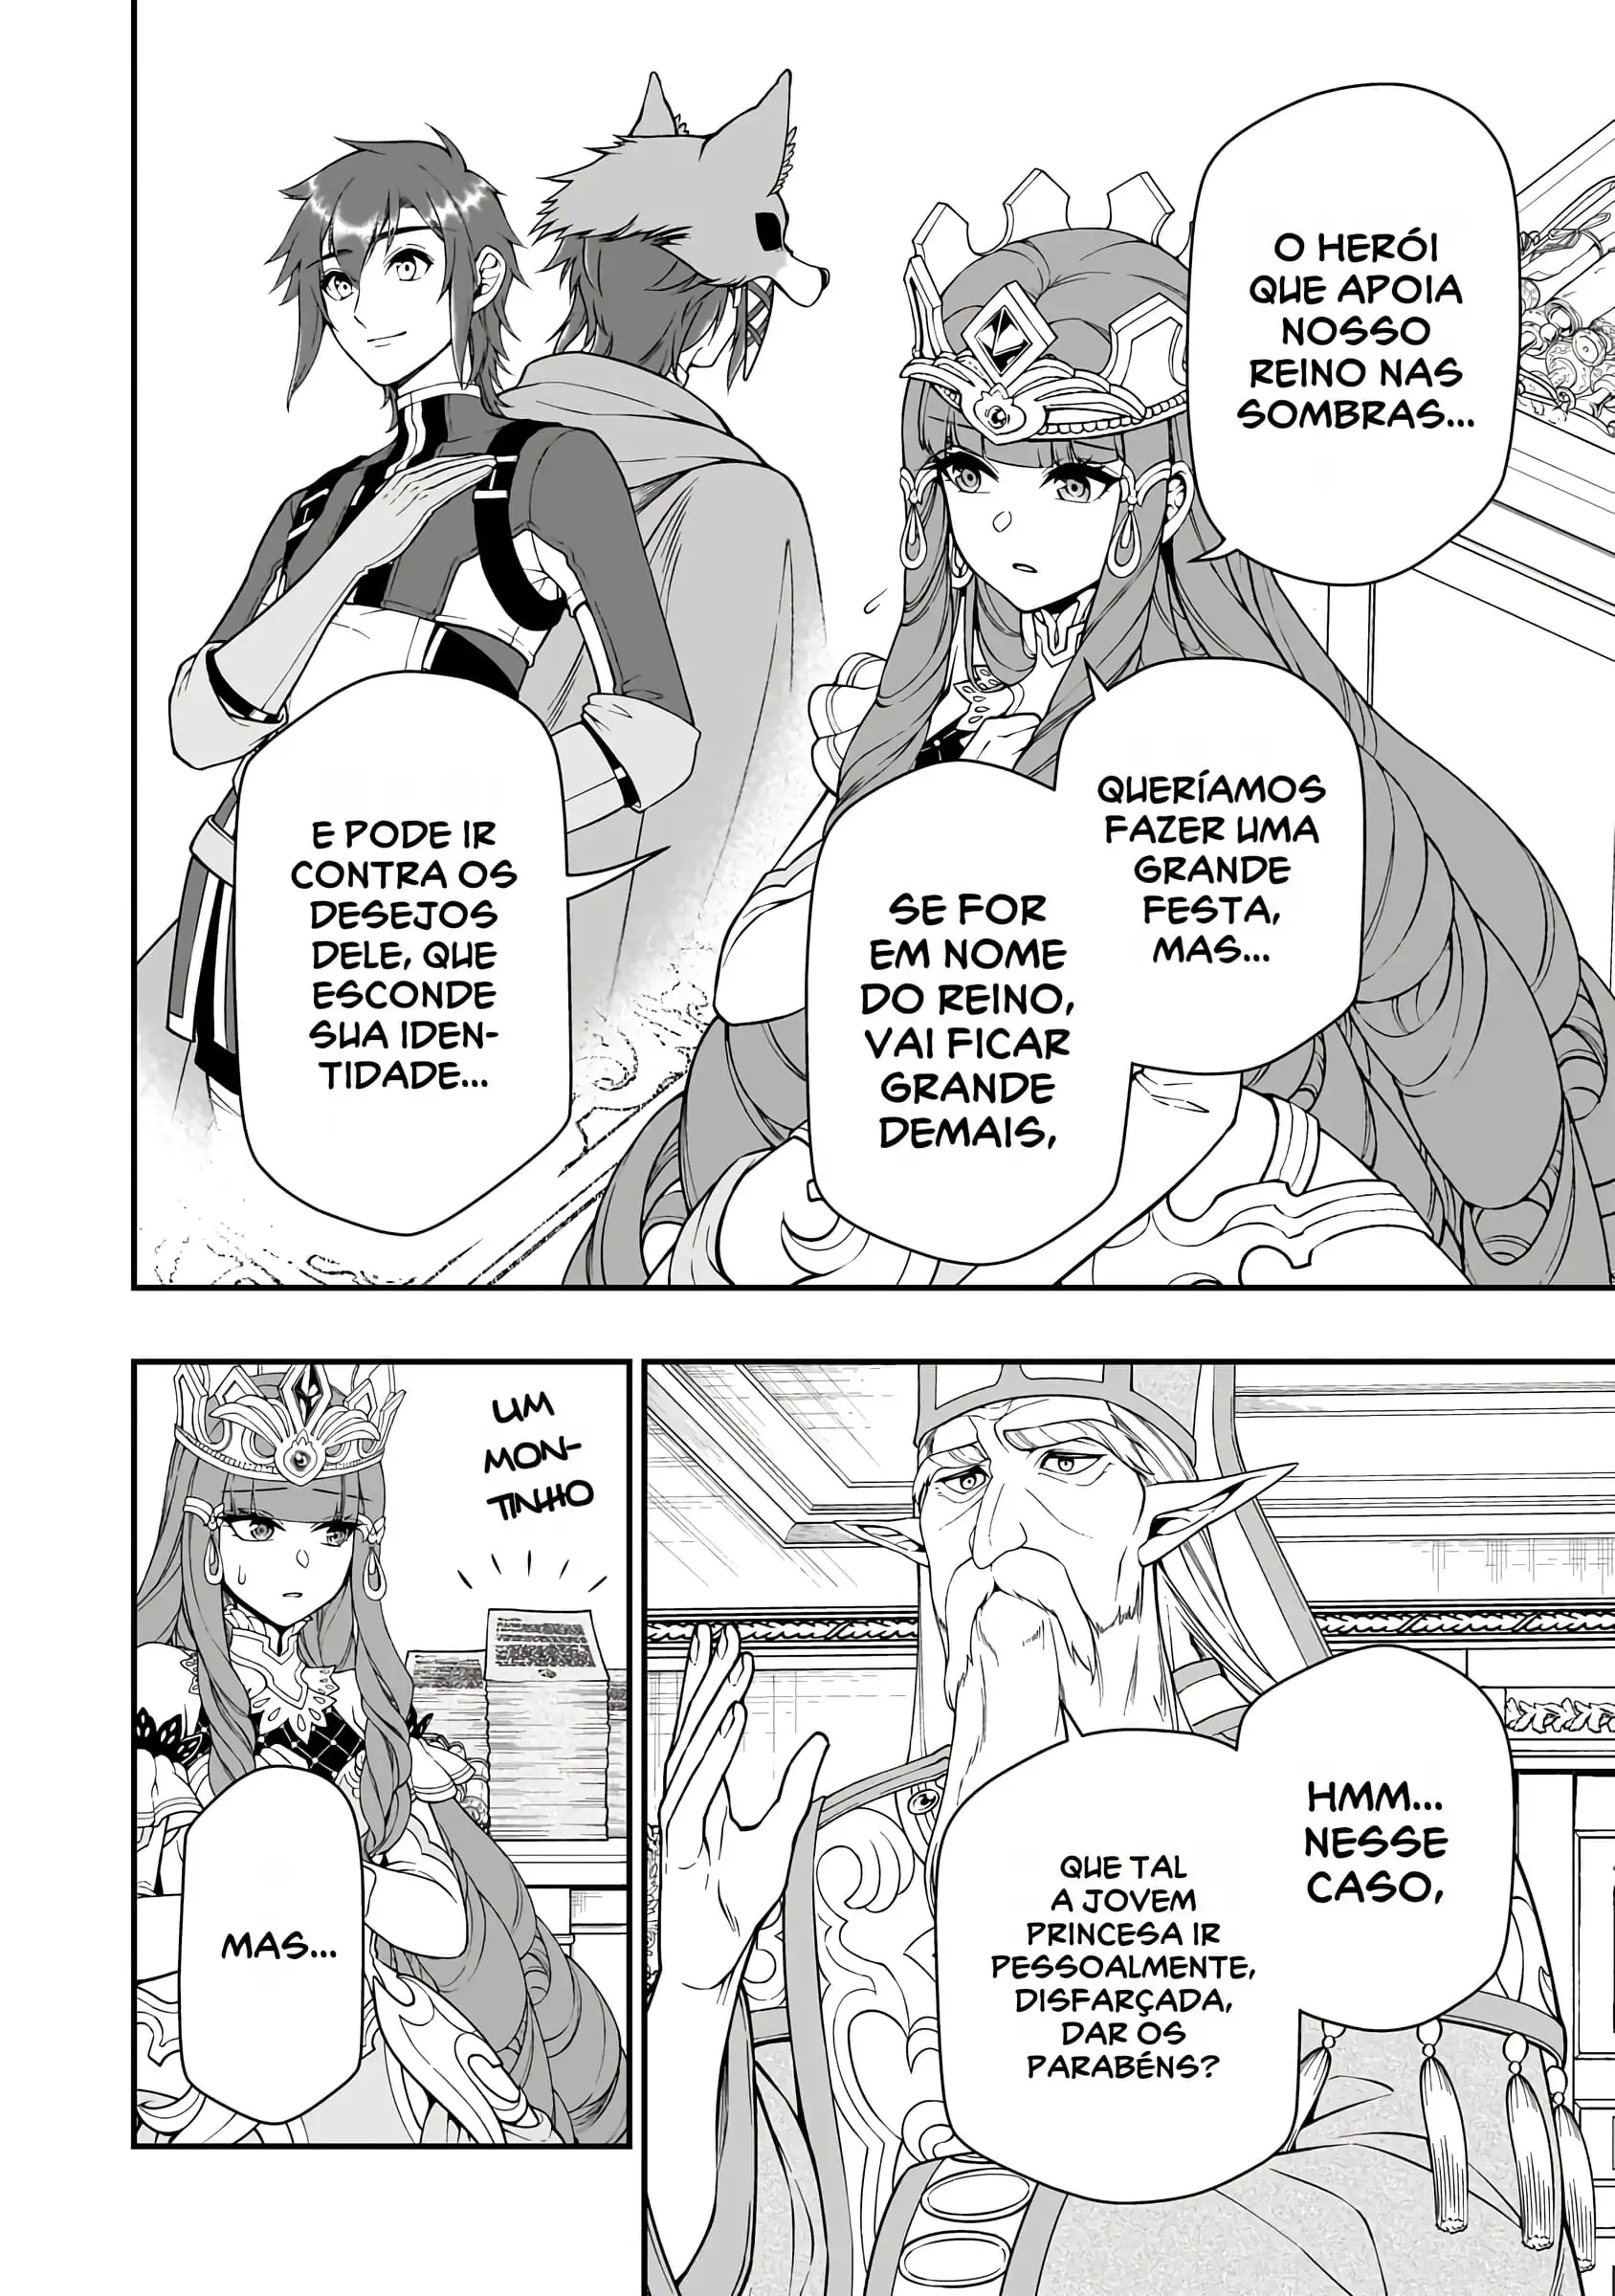 O HERÓI
QUE APOIA
NOSSO
REINO NAS
SOMBRAS...
QUERÍAMOS
FAZER UMA
GRANDE
FESTA,
MAS...
SE FOR
EM NOME
DO REINO,
VAI FICAR
GRANDE
DEMAIS,
E PODE IR
CONTRA OS
DESEJOS
DELE, QUE
ESCONDE
SUA IDEN-
TIDADE...
HMM...
NESSE
CASO,
QUE TAL
A JOVEM
PRINCESA IR
PESSOALMENTE,
DISFARÇADA,
DAR OS
PARABÉNS?
UM
MON-
TINHO
MAS...